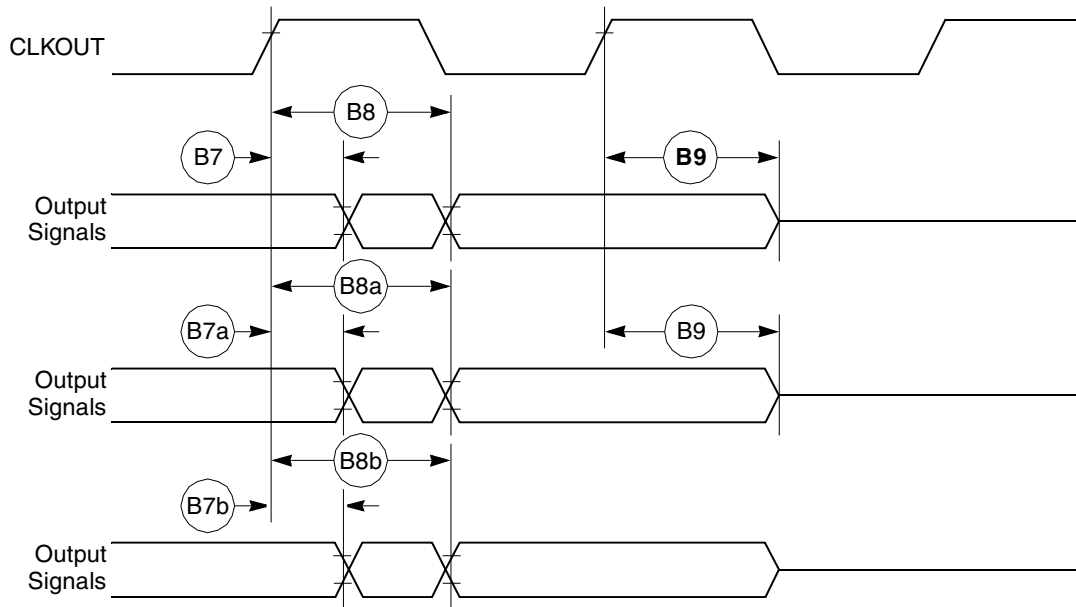 CLKOUT
B8
B7
B9
Output
Signals
B8a
B7a
B9
Output
Signals
B8b
B7b
Output
Signals